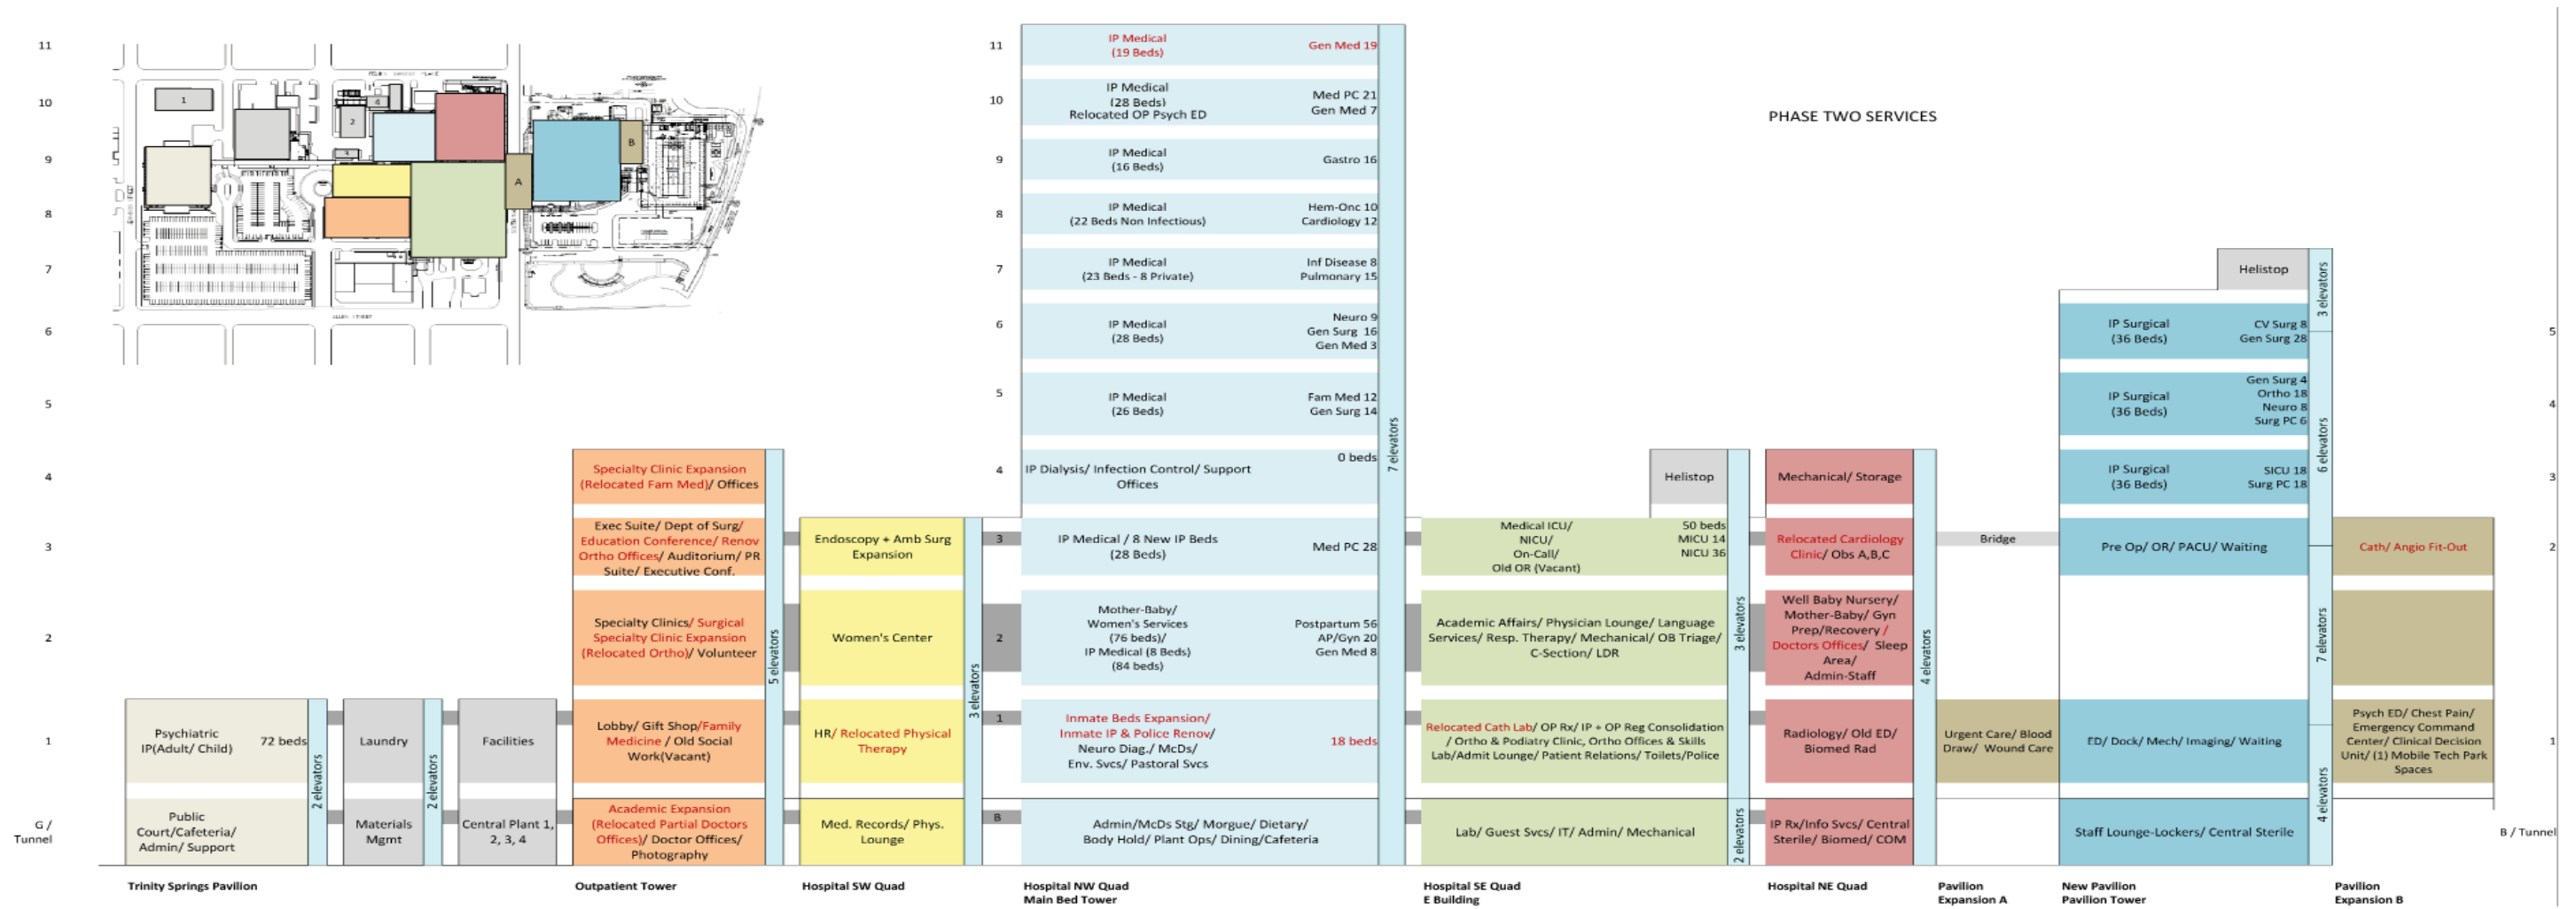 PHASE TWO SERVICES
11
10
9
8
7
6
5
4
3
2
1
G /
Tunnel
1
2
4
3
A
B
11
10
9
8
7
6
5
4
3
2
1
B
5
4
3
2
1
B / Tunnel
Psychiatric
IP(Adult/ Child)
72 beds
Public
Court/Cafeteria/
Admin/ Support
2 elevators
Laundry
Materials
Mgmt
2 elevators
Facilities
Central Plant 1,
2, 3, 4
Specialty Clinic Expansion
(Relocated Fam Med)/ Offices
Exec Suite/ Dept of Surg/
Education Conference/ Renov
Ortho Offices/ Auditorium/ PR
Suite/ Executive Conf.
Specialty Clinics/ Surgical
Specialty Clinic Expansion
(Relocated Ortho)/ Volunteer
Lobby/ Gift Shop/Family
Medicine / Old Social
Work(Vacant)
Academic Expansion
(Relocated Partial Doctors
Offices)/ Doctor Offices/
Photography
5 elevators
Endoscopy + Amb Surg
Expansion
Women's Center
HR/ Relocated Physical
Therapy
Med. Records/ Phys.
Lounge
3 elevators
IP Medical
(19 Beds)
Gen Med 19
IP Medical
(28 Beds)
Relocated OP Psych ED
Med PC 21
Gen Med 7
IP Medical
(16 Beds)
Gastro 16
IP Medical
(22 Beds Non Infectious)
Hem-Onc 10
Cardiology 12
IP Medical
(23 Beds - 8 Private)
Inf Disease 8
Pulmonary 15
IP Medical
(28 Beds)
Neuro 9
Gen Surg 16
Gen Med 3
IP Medical
(26 Beds)
Fam Med 12
Gen Surg 14
IP Dialysis/ Infection Control/ Support
Offices
0 beds
IP Medical / 8 New IP Beds
(28 Beds)
Med PC 28
Mother-Baby/
Women's Services
(76 beds)/
IP Medical (8 Beds)
(84 beds)
Postpartum 56
AP/Gyn 20
Gen Med 8
Inmate Beds Expansion/
Inmate IP & Police Renov/
Neuro Diag./ McDs/
Env. Svcs/ Pastoral Svcs
18 beds
Admin/McDs Stg/ Morgue/ Dietary/
Body Hold/ Plant Ops/ Dining/Cafeteria
7 elevators
Helistop
Medical ICU/
NICU/
On-Call/
Old OR (Vacant)
50 beds
MICU 14
NICU 36
Academic Affairs/ Physician Lounge/ Language
Services/ Resp. Therapy/ Mechanical/ OB Triage/
C-Section/ LDR
Relocated Cath Lab/ OP Rx/ IP + OP Reg Consolidation
/ Ortho & Podiatry Clinic, Ortho Offices & Skills
Lab/Admit Lounge/ Patient Relations/ Toilets/Police
Lab/ Guest Svcs/ IT/ Admin/ Mechanical
3 elevators
2 elevators
Mechanical/ Storage
Relocated Cardiology
Clinic/ Obs A,B,C
Well Baby Nursery/
Mother-Baby/ Gyn
Prep/Recovery /
Doctors Offices/ Sleep
Area/
Admin-Staff
Radiology/ Old ED/
Biomed Rad
IP Rx/Info Svcs/ Central
Sterile/ Biomed/ COM
4 elevators
Bridge
Urgent Care/ Blood
Draw/ Wound Care
Helistop
IP Surgical
(36 Beds)
CV Surg 8
Gen Surg 28
IP Surgical
(36 Beds)
Gen Surg 4
Ortho 18
Neuro 8
Surg PC 6
IP Surgical
(36 Beds)
SICU 18
Surg PC 18
Pre Op/ OR/ PACU/ Waiting
ED/ Dock/ Mech/ Imaging/ Waiting
Staff Lounge-Lockers/ Central Sterile
3 elevators
6 elevators
7 elevators
4 elevators
Cath/ Angio Fit-Out
Psych ED/ Chest Pain/
Emergency Command
Center/ Clinical Decision
Unit/ (1) Mobile Tech Park
Spaces
Trinity Springs Pavilion
Outpatient Tower
Hospital SW Quad
Hospital NW Quad
Main Bed Tower
Hospital SE Quad
E Building
Hospital NE Quad
Pavilion
Expansion A
New Pavilion
Pavilion Tower
Pavilion
Expansion B